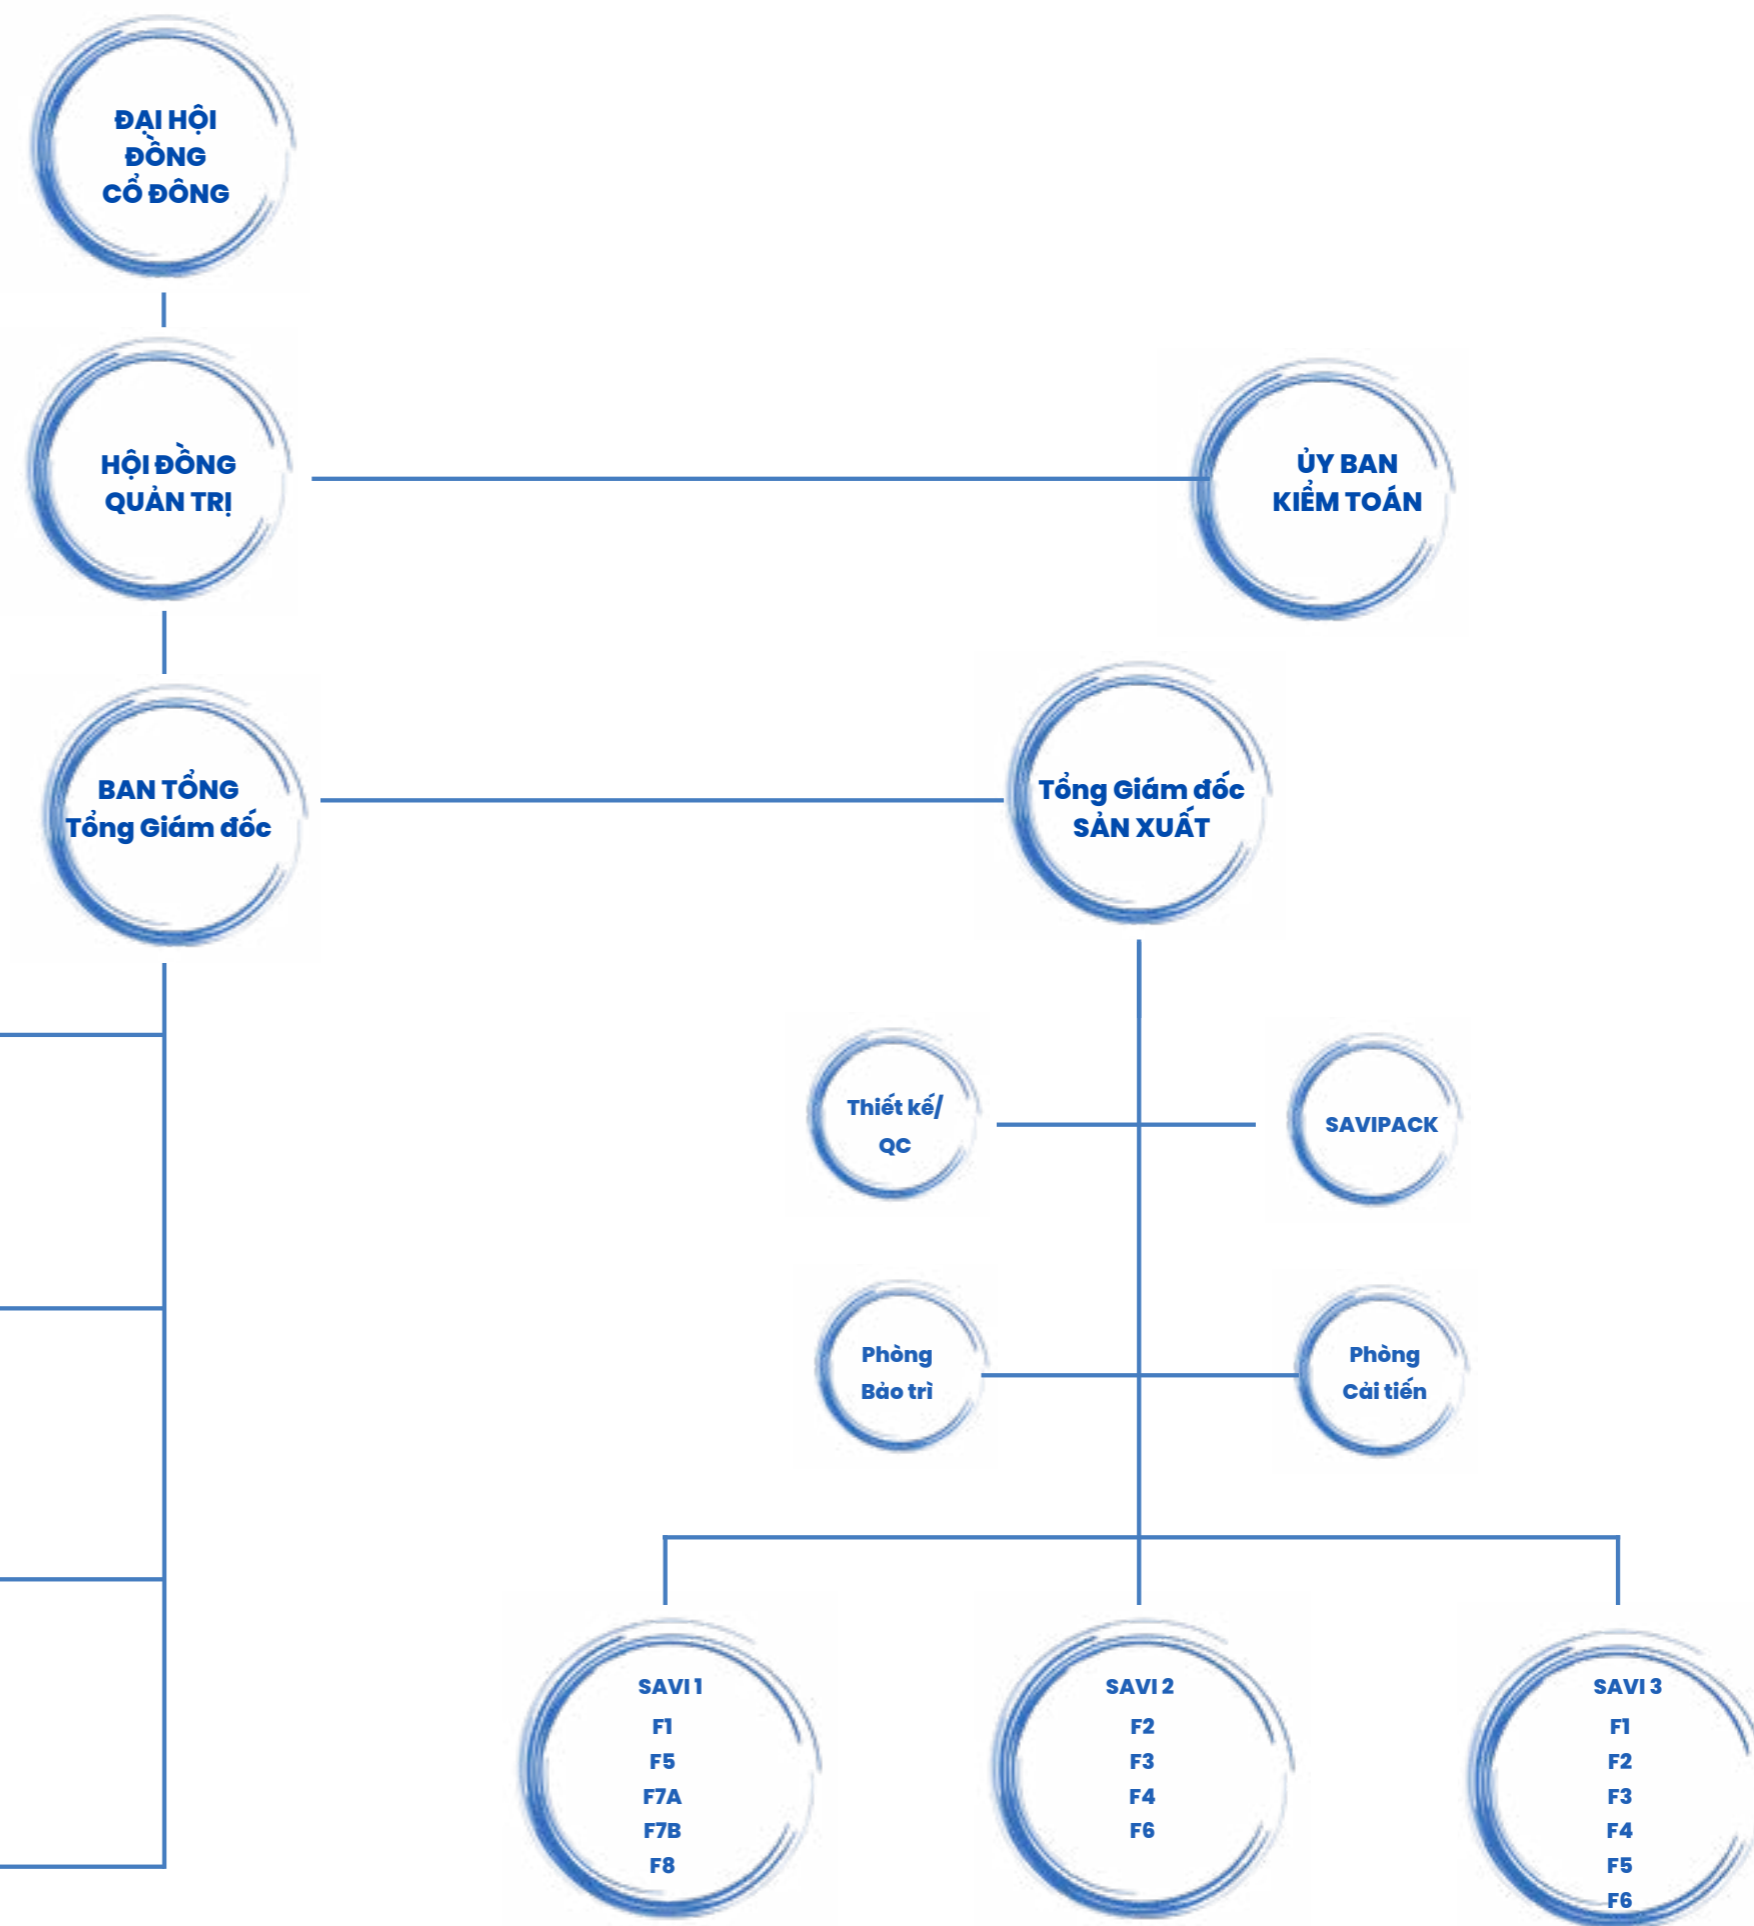 ĐẠI HỘI
ĐỒNG
CỔ ĐÔNG
HỘI ĐỒNG
QUẢN TRỊ
ỦY BAN
KIỂM TOÁN
BAN TỔNG
Tổng Giám đốc
Tổng Giám đốc
SẢN XUẤT
Thiết kế/
QC
SAVIPACK
Phòng
Bảo trì
Phòng
Cải tiến
SAVI 1
F1
F5
F7A
F7B
F8
SAVI 2
F2
F3
F4
F6
SAVI 3
F1
F2
F3
F4
F5
F6